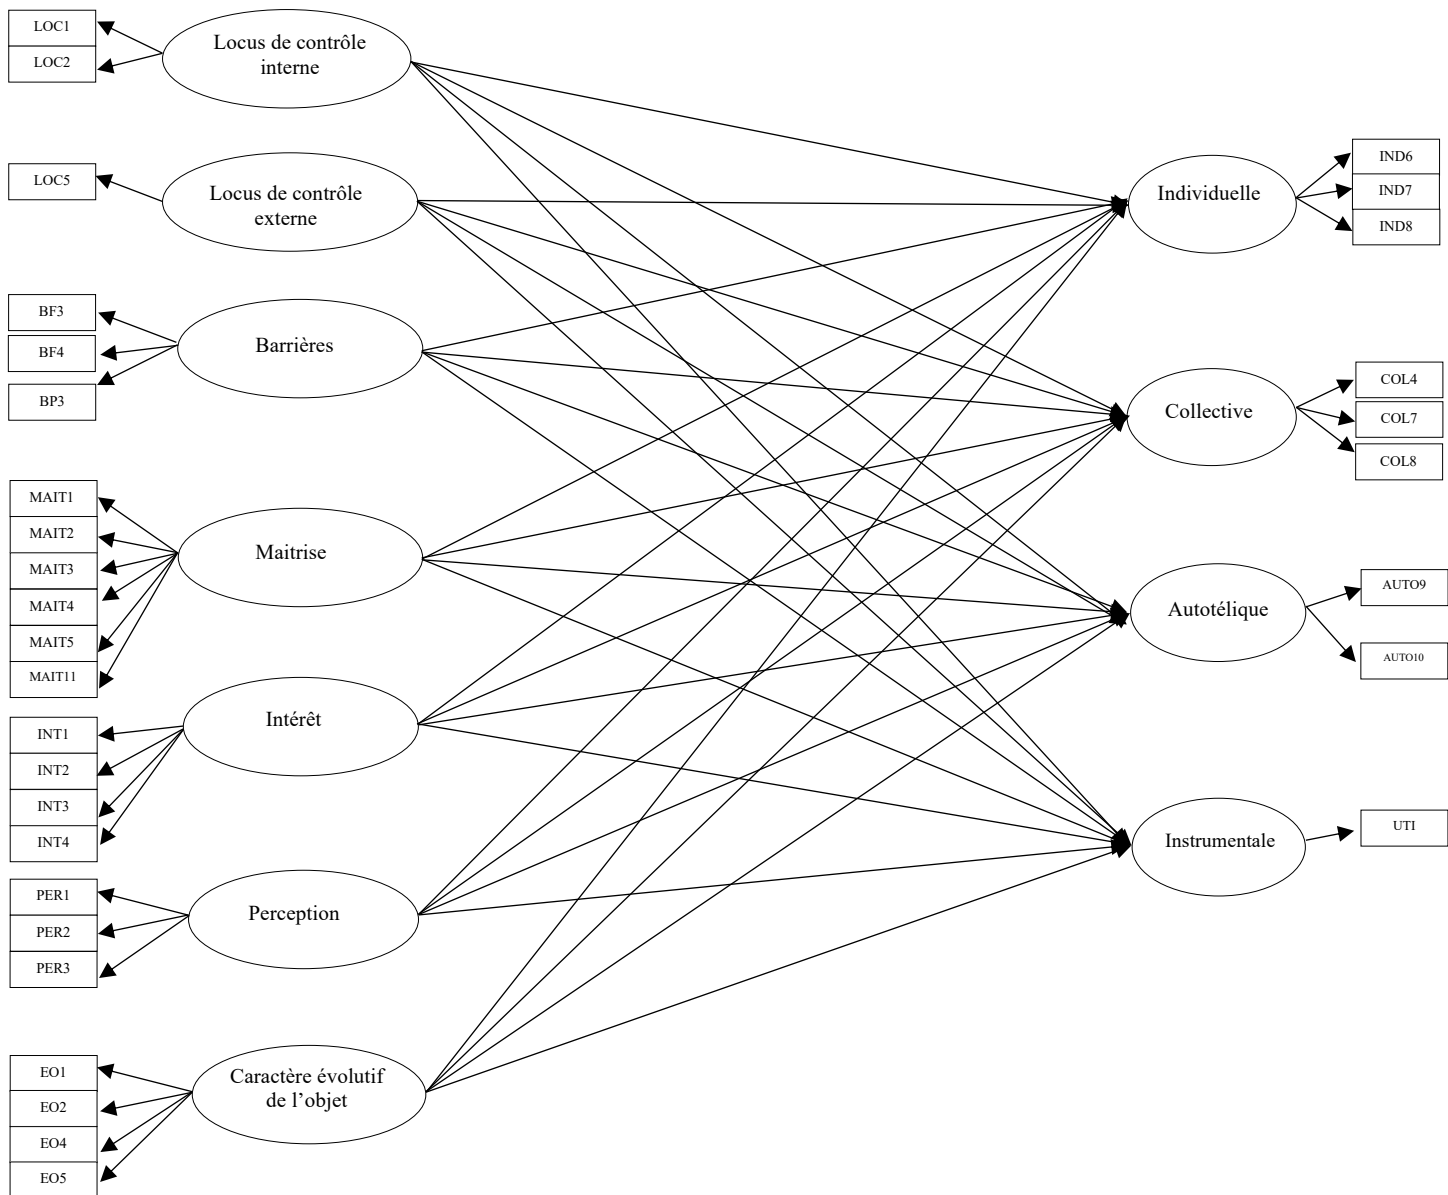 LOC1
LOC2
Locus de contrôle
interne
LOC5
Locus de contrôle
externe
BF3
BF4
BP3
Barrières
MAIT1
MAIT2
MAIT3
MAIT4
MAIT5
MAIT11
Maitrise
INT1
INT2
INT3
INT4
Intérêt
PER1
PER2
PER3
Perception
EO1
EO2
EO4
EO5
Caractère évolutif
de l’objet
Individuelle
IND6
IND7
IND8
Collective
COL4
COL7
COL8
Autotélique
AUTO9
AUTO10
Instrumentale
UTI